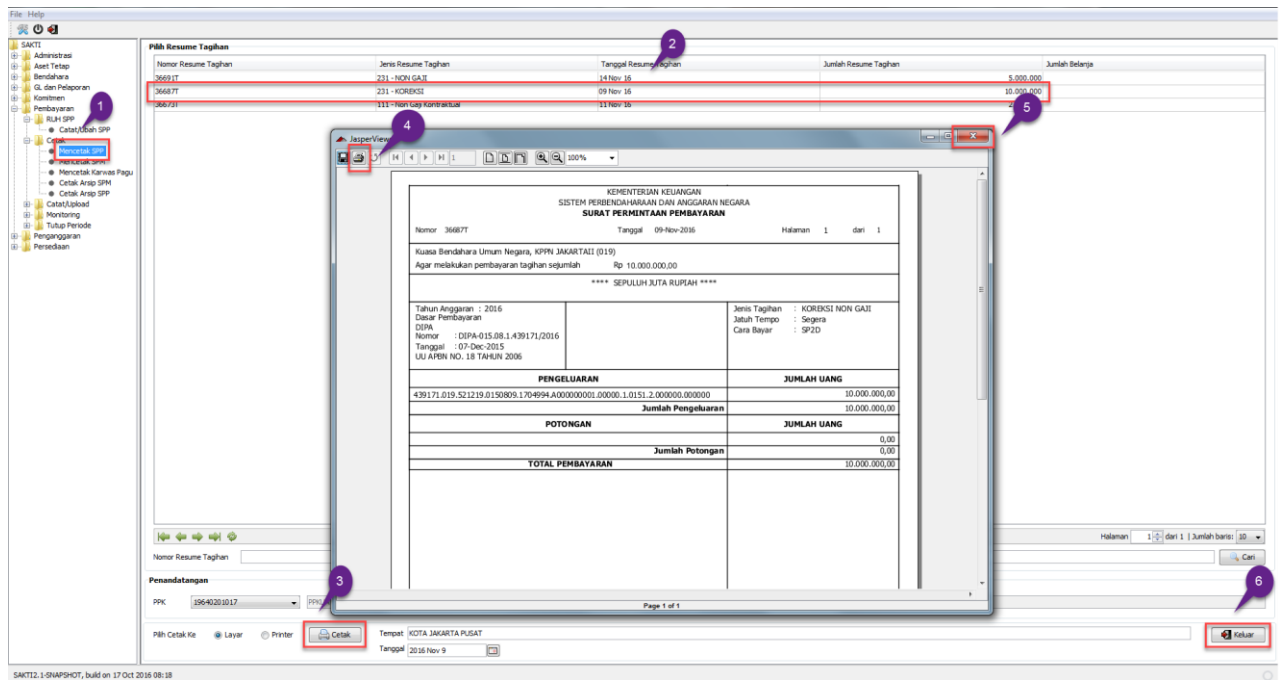 File Help
SAKTI
Administrasi
Aset Tetap
Bendahara
GL dan Pelaporan
Komitmen
Pembayaran
RUH SPP
Catat/Ubah SPP
Cetak
Mencetak SPP
Mencetak SPM
Mencetak Karwas Pagu
Cetak Arsip SPM
Cetak Arsip SPP
Catat/Upload
Monitoring
Tutup Periode
Penganggaran
Persediaan
1
Pilih Resume Tagihan
2
Nomor Resume Tagihan Jenis Resume Tagihan Tanggal Resume Tagihan Jumlah Resume Tagihan Jumlah Belanja
36691T 231 - NON GAJI 14 Nov 16 5.000.000
36687T 231 - KOREKSI 09 Nov 16 10.000.000
36673T 111 - Non Gaji Kontraktual 11 Nov 16
4
5
JasperView
1 100%
KEMENTERIAN KEUANGAN
SISTEM PERBENDAHARAAN DAN ANGGARAN NEGARA
SURAT PERMINTAAN PEMBAYARAN
Nomor 36687T Tanggal 09-Nov-2016 Halaman 1 dari 1
Kuasa Bendahara Umum Negara, KPPN JAKARTAII (019)
Agar melakukan pembayaran tagihan sejumlah Rp 10.000.000,00
**** SEPULUH JUTA RUPIAH ****
Tahun Anggaran : 2016
Dasar Pembayaran
DIPA
Nomor : DIPA-015.08.1.439171/2016
Tanggal : 07-Dec-2015
UU APBN NO. 18 TAHUN 2006
Jenis Tagihan : KOREKSI NON GAJI
Jatuh Tempo : Segera
Cara Bayar : SP2D
PENGELUARAN JUMLAH UANG
439171.019.521219.0150809.1704994.A000000001.00000.1.0151.2.000000.000000 10.000.000,00
Jumlah Pengeluaran 10.000.000,00
POTONGAN JUMLAH UANG
0,00
Jumlah Potongan 0,00
TOTAL PEMBAYARAN 10.000.000,00
Page 1 of 1
Halaman 1 dari 1 | Jumlah baris: 10
Nomor Resume Tagihan Cari
Penandatangan
3
6
PPK 19640201017
Pilih Cetak Ke Layar Printer Cetak Tempat KOTA JAKARTA PUSAT Keluar
Tanggal 2016 Nov 9
SAKTI2.1-SNAPSHOT, build on 17 Oct 2016 08:18